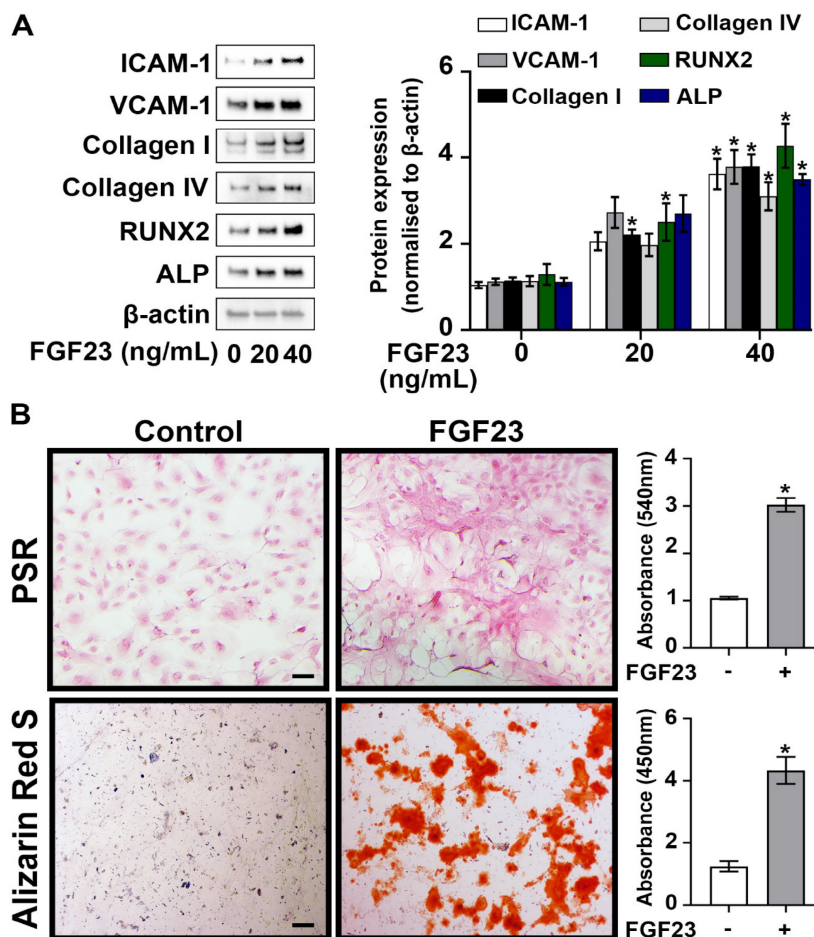 A
ICAM-1
VCAM-1
Collagen I
Collagen IV
RUNX2
ALP
β-actin
FGF23 (ng/mL) 0 20 40
ICAM-1 Collagen IV
VCAM-1 RUNX2
Collagen I ALP
Protein expression
(normalised to β-actin)
6
4
2
0
* * * * * *
* *
FGF23
(ng/mL)
0 20 40
B
Control FGF23
PSR
Absorbance (540nm)
4
3
2
1
0
*
FGF23 - +
Alizarin Red S
Absorbance (450nm)
6
4
2
0
*
FGF23 - +